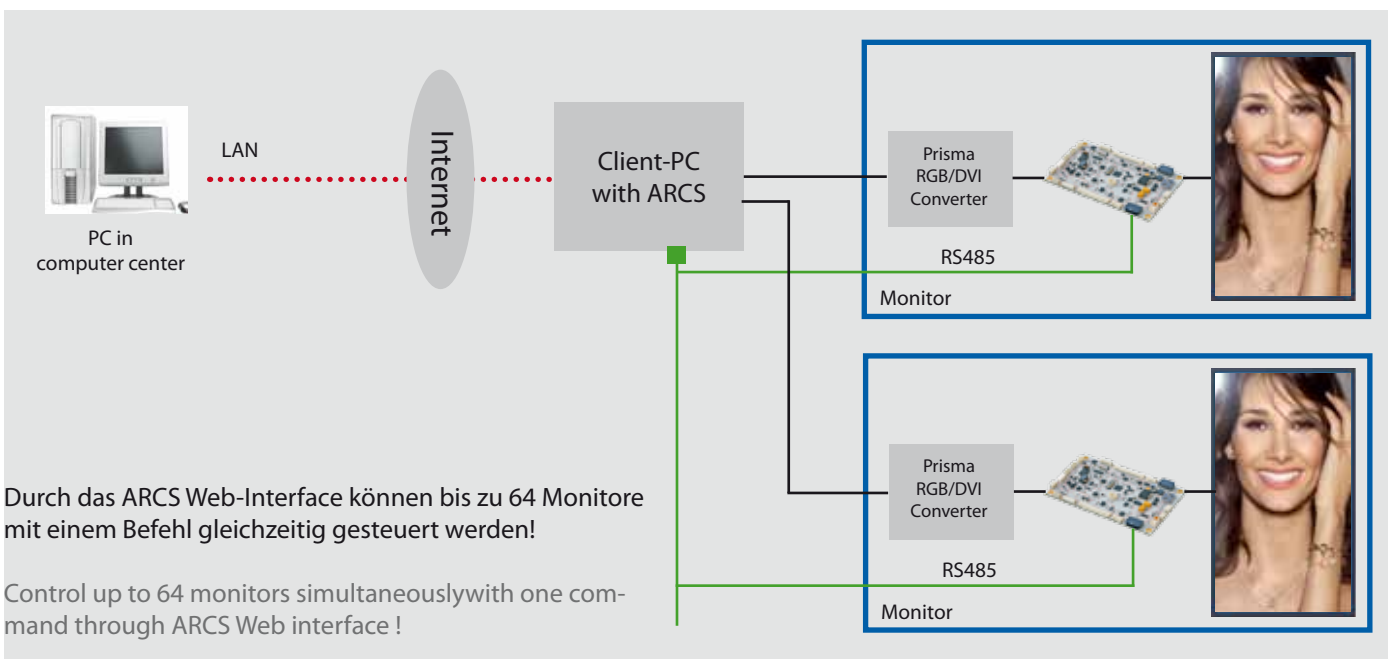 LAN
PC in
computer center
Internet
Client-PC
with ARCS
Prisma
RGB/DVI
Converter
RS485
Monitor
Prisma
RGB/DVI
Converter
RS485
Monitor
Durch das ARCS Web-Interface können bis zu 64 Monitore
mit einem Befehl gleichzeitig gesteuert werden!
Control up to 64 monitors simultaneouslywith one com-
mand through ARCS Web interface !